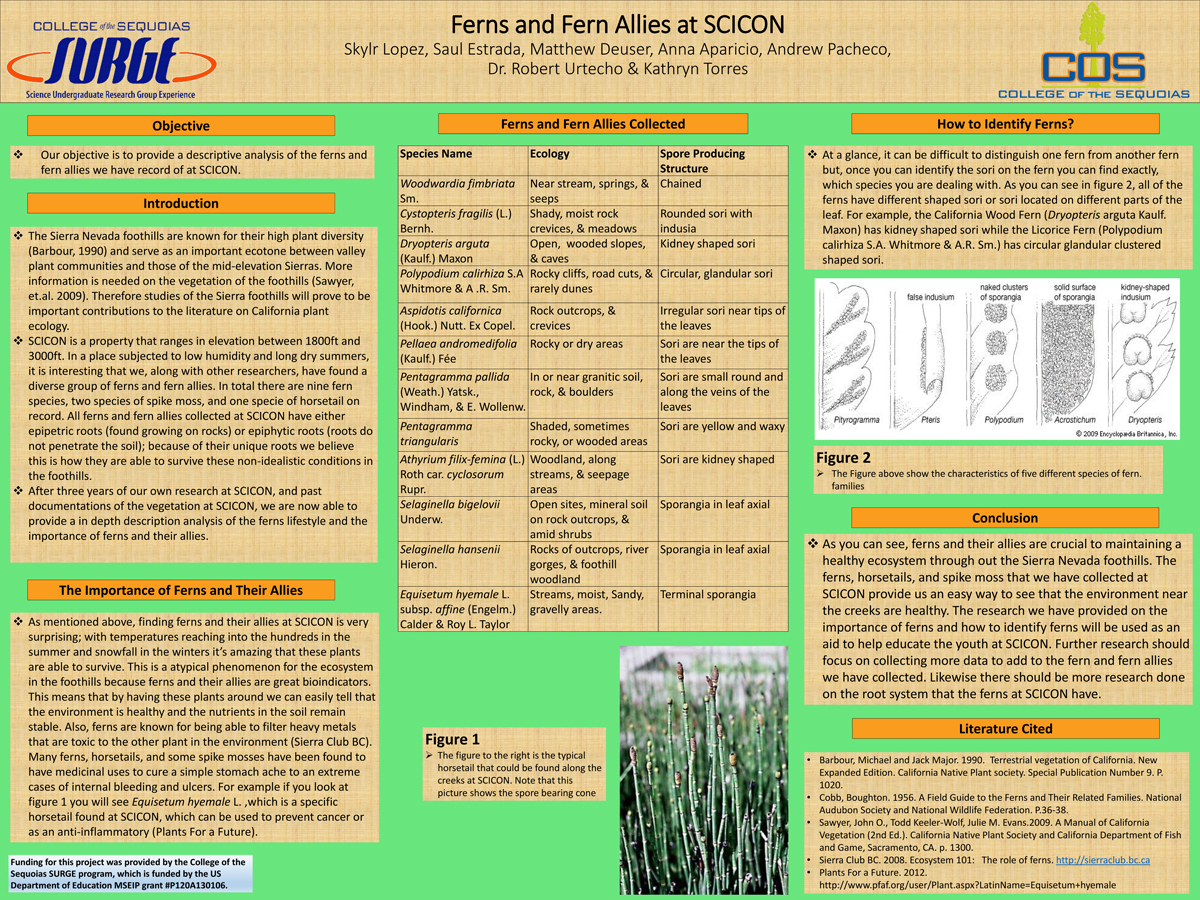 COLLEGE of the SEQUOIAS
SURGE
Science Undergraduate Research Group Experience
Ferns and Fern Allies at SCICON
Skylr Lopez, Saul Estrada, Matthew Deuser, Anna Aparicio, Andrew Pacheco,
Dr. Robert Urtecho & Kathryn Torres
COS
COLLEGE OF THE SEQUOIAS
Objective
❖ Our objective is to provide a descriptive analysis of the ferns and
fern allies we have record of at SCICON.
Introduction
❖ The Sierra Nevada foothills are known for their high plant diversity
(Barbour, 1990) and serve as an important ecotone between valley
plant communities and those of the mid-elevation Sierras. More
information is needed on the vegetation of the foothills (Sawyer,
et.al. 2009). Therefore studies of the Sierra foothills will prove to be
important contributions to the literature on California plant
ecology.
❖ SCICON is a property that ranges in elevation between 1800ft and
3000ft. In a place subjected to low humidity and long dry summers,
it is interesting that we, along with other researchers, have found a
diverse group of ferns and fern allies. In total there are nine fern
species, two species of spike moss, and one specie of horsetail on
record. All ferns and fern allies collected at SCICON have either
epipetric roots (found growing on rocks) or epiphytic roots (roots do
not penetrate the soil); because of their unique roots we believe
this is how they are able to survive these non-idealistic conditions in
the foothills.
❖ After three years of our own research at SCICON, and past
documentations of the vegetation at SCICON, we are now able to
provide a in depth description analysis of the ferns lifestyle and the
importance of ferns and their allies.
The Importance of Ferns and Their Allies
❖ As mentioned above, finding ferns and their allies at SCICON is very
surprising; with temperatures reaching into the hundreds in the
summer and snowfall in the winters it's amazing that these plants
are able to survive. This is a atypical phenomenon for the ecosystem
in the foothills because ferns and their allies are great bioindicators.
This means that by having these plants around we can easily tell that
the environment is healthy and the nutrients in the soil remain
stable. Also, ferns are known for being able to filter heavy metals
that are toxic to the other plant in the environment (Sierra Club BC).
Many ferns, horsetails, and some spike mosses have been found to
have medicinal uses to cure a simple stomach ache to an extreme
cases of internal bleeding and ulcers. For example if you look at
figure 1 you will see Equisetum hyemale L. ,which is a specific
horsetail found at SCICON, which can be used to prevent cancer or
as an anti-inflammatory (Plants For a Future).
Funding for this project was provided by the College of the
Sequoias SURGE program, which is funded by the US
Department of Education MSEIP grant #P120A130106.
Ferns and Fern Allies Collected
Species Name Ecology Spore Producing
Structure
Woodwardia fimbriata Near stream, springs, & Chained
Sm. seeps
Cystopteris fragilis (L.) Shady, moist rock Rounded sori with
Bernh. crevices, & meadows indusia
Dryopteris arguta Open, wooded slopes, Kidney shaped sori
(Kaulf.) Maxon & caves
Polypodium calirhiza S.A Rocky cliffs, road cuts, & Circular, glandular sori
Whitmore & A .R. Sm. rarely dunes
Aspidotis californica Rock outcrops, & Irregular sori near tips of
(Hook.) Nutt. Ex Copel. crevices the leaves
Pellaea andromedifolia Rocky or dry areas Sori are near the tips of
(Kaulf.) Fée the leaves
Pentagramma pallida In or near granitic soil, Sori are small round and
(Weath.) Yatsk., rock, & boulders along the veins of the
Windham, & E. Wollenw. leaves
Pentagramma Shaded, sometimes Sori are yellow and waxy
triangularis rocky, or wooded areas
Athyrium filix-femina (L.) Woodland, along Sori are kidney shaped
Roth car. cyclosorum streams, & seepage
Rupr. areas
Selaginella bigelovii Open sites, mineral soil Sporangia in leaf axial
Underw. on rock outcrops, &
amid shrubs
Selaginella hansenii Rocks of outcrops, river Sporangia in leaf axial
Hieron. gorges, & foothill
woodland
Equisetum hyemale L. Streams, moist, Sandy, Terminal sporangia
subsp. affine (Engelm.) gravelly areas.
Calder & Roy L. Taylor
Figure 1
➢ The figure to the right is the typical
horsetail that could be found along the
creeks at SCICON. Note that this
picture shows the spore bearing cone
How to Identify Ferns?
❖ At a glance, it can be difficult to distinguish one fern from another fern
but, once you can identify the sori on the fern you can find exactly,
which species you are dealing with. As you can see in figure 2, all of the
ferns have different shaped sori or sori located on different parts of the
leaf. For example, the California Wood Fern (Dryopteris arguta Kaulf.
Maxon) has kidney shaped sori while the Licorice Fern (Polypodium
calirhiza S.A. Whitmore & A.R. Sm.) has circular glandular clustered
shaped sori.
false indusium naked clusters of sporangia solid surface of sporangia kidney-shaped indusium
Pityrogramma Pteris Polypodium Acrostichum Dryopteris
© 2009 Encyclopædia Britannica, Inc.
Figure 2
➢ The Figure above show the characteristics of five different species of fern.
families
Conclusion
❖ As you can see, ferns and their allies are crucial to maintaining a
healthy ecosystem through out the Sierra Nevada foothills. The
ferns, horsetails, and spike moss that we have collected at
SCICON provide us an easy way to see that the environment near
the creeks are healthy. The research we have provided on the
importance of ferns and how to identify ferns will be used as an
aid to help educate the youth at SCICON. Further research should
focus on collecting more data to add to the fern and fern allies
we have collected. Likewise there should be more research done
on the root system that the ferns at SCICON have.
Literature Cited
• Barbour, Michael and Jack Major. 1990. Terrestrial vegetation of California. New
Expanded Edition. California Native Plant society. Special Publication Number 9. P.
1020.
• Cobb, Boughton. 1956. A Field Guide to the Ferns and Their Related Families. National
Audubon Society and National Wildlife Federation. P.36-38.
• Sawyer, John O., Todd Keeler-Wolf, Julie M. Evans.2009. A Manual of California
Vegetation (2nd Ed.). California Native Plant Society and California Department of Fish
and Game, Sacramento, CA. p. 1300.
• Sierra Club BC. 2008. Ecosystem 101: The role of ferns. http://sierraclub.bc.ca
• Plants For a Future. 2012.
http://www.pfaf.org/user/Plant.aspx?LatinName=Equisetum+hyemale